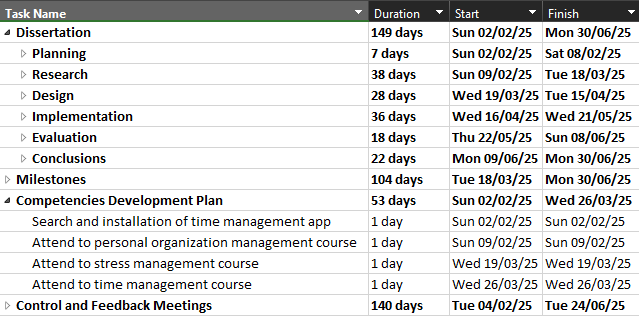 Task Name Duration Start Finish
Dissertation 149 days Sun 02/02/25 Mon 30/06/25
Planning 7 days Sun 02/02/25 Sat 08/02/25
Research 38 days Sun 09/02/25 Tue 18/03/25
Design 28 days Wed 19/03/25 Tue 15/04/25
Implementation 36 days Wed 16/04/25 Wed 21/05/25
Evaluation 18 days Thu 22/05/25 Sun 08/06/25
Conclusions 22 days Mon 09/06/25 Mon 30/06/25
Milestones 104 days Tue 18/03/25 Mon 30/06/25
Competencies Development Plan 53 days Sun 02/02/25 Wed 26/03/25
Search and installation of time management app 1 day Sun 02/02/25 Sun 02/02/25
Attend to personal organization management course 1 day Sun 09/02/25 Sun 09/02/25
Attend to stress management course 1 day Wed 19/03/25 Wed 19/03/25
Attend to time management course 1 day Wed 26/03/25 Wed 26/03/25
Control and Feedback Meetings 140 days Tue 04/02/25 Tue 24/06/25